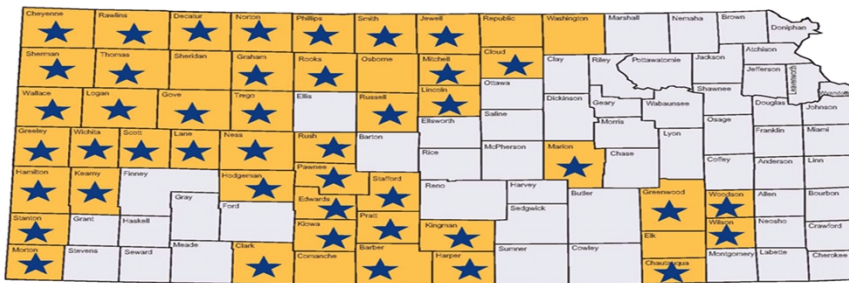 Cheyenne
Rawlins
Decatur
Norton
Phillips
Smith
Jewell
Republic
Washington
Marshall
Nemaha
Brown
Doniphan
Sherman
Thomas
Sheridan
Graham
Rooks
Osborne
Mitchell
Cloud
Clay
Riley
Pottawatomie
Jackson
Atchison
Jefferson
Leavenworth
Wallace
Logan
Gove
Trego
Ellis
Russell
Lincoln
Ottawa
Dickinson
Geary
Wabaunsee
Shawnee
Douglas
Johnson
Ellsworth
Saline
Morris
Osage
Greeley
Wichita
Scott
Lane
Ness
Rush
Barton
Rice
McPherson
Marion
Chase
Lyon
Franklin
Miami
Hamilton
Kearny
Finney
Hodgeman
Pawnee
Stafford
Reno
Harvey
Butler
Greenwood
Coffey
Anderson
Linn
Gray
Ford
Edwards
Sedgwick
Woodson
Allen
Bourbon
Stanton
Grant
Haskell
Kiowa
Pratt
Kingman
Elk
Wilson
Neosho
Crawford
Morton
Stevens
Seward
Meade
Clark
Comanche
Barber
Harper
Sumner
Cowley
Chautauqua
Montgomery
Labette
Cherokee